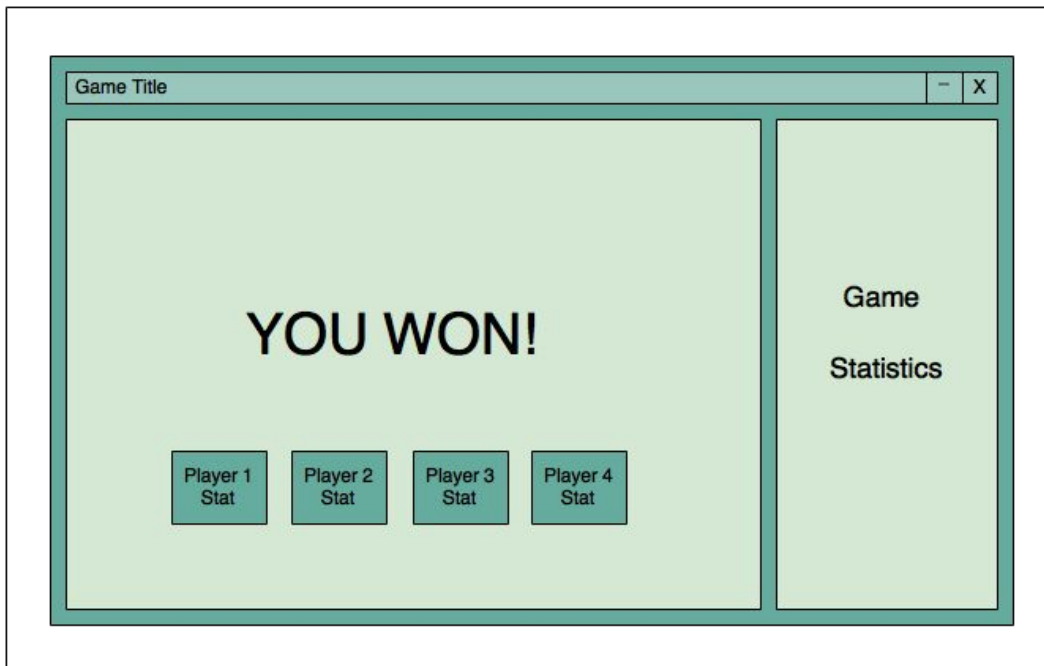 Game Title
–
X
YOU WON!
Player 1
Stat
Player 2
Stat
Player 3
Stat
Player 4
Stat
Game
Statistics